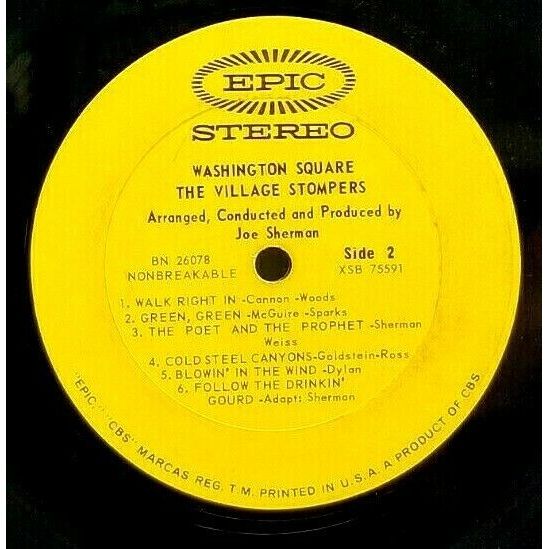 EPIC
STEREO
WASHINGTON SQUARE
THE VILLAGE STOMPERS
Arranged, Conducted and Produced by
Joe Sherman
BN 26078
NONBREAKABLE
Side 2
XSB 75591
1. WALK RIGHT IN -Cannon -Woods
2. GREEN, GREEN -McGuire -Sparks
3. THE POET AND THE PROPHET -Sherman
Weiss
4. COLD STEEL CANYONS-Goldstein-Ross
5. BLOWIN' IN THE WIND -Dylan
6. FOLLOW THE DRINKIN'
GOURD -Adapt: Sherman
"EPIC," "CBS" MARCAS REG. T M. PRINTED IN U.S.A. A PRODUCT OF CBS